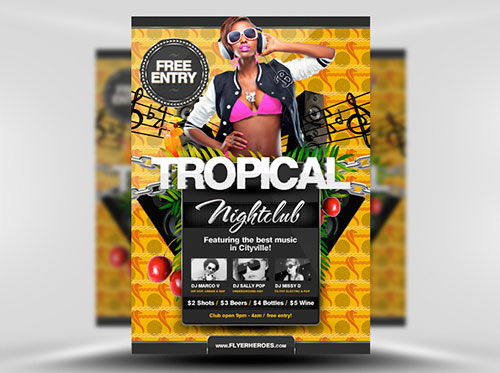 FREE
ENTRY
TROPICAL
Nightclub
Featuring the best music
in Cityville!
DJ MARCO V
DJ SALLY POP
DJ MISSY D
$2 Shots / $3 Beers / $4 Bottles / $5 Wine
Club open 9pm - 4am / free entry!
WWW.FLYERHEROES.COM